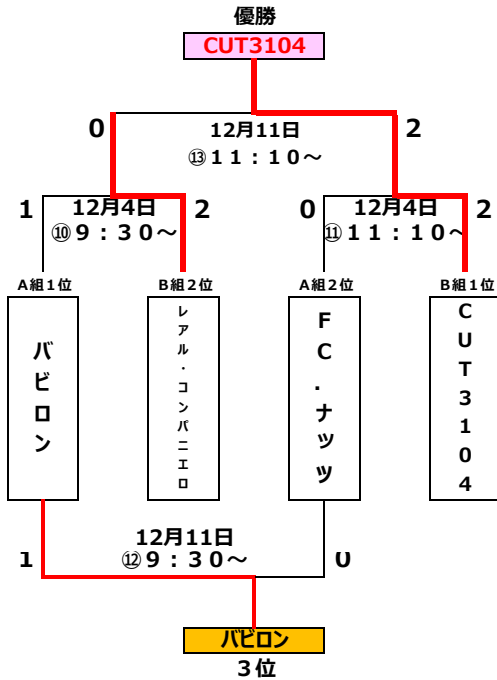 優勝
CUT3104
0
12月11日
2
⑬11：10～
1
12月4日
2
0
12月4日
2
⑩9：30～
⑪11：10～
A組1位
B組2位
A組2位
B組1位
バビロン
レアル・コンパニエロ
FC.ナッツ
CUT3104
12月11日
1
⑫9：30～
0
バビロン
３位